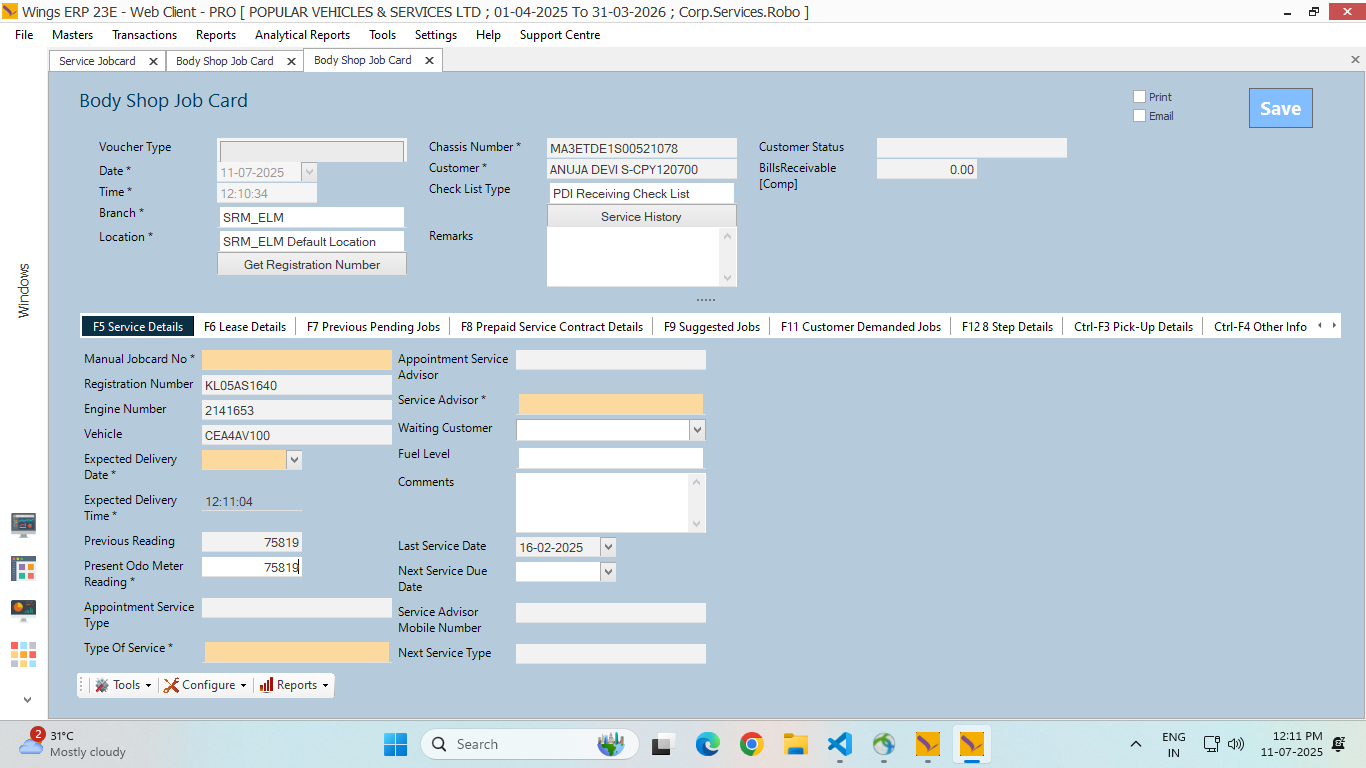 Wings ERP 23E - Web Client - PRO [ POPULAR VEHICLES & SERVICES LTD ; 01-04-2025 To 31-03-2026 ; Corp.Services.Robo ]
File Masters Transactions Reports Analytical Reports Tools Settings Help Support Centre
Service Jobcard Body Shop Job Card Body Shop Job Card
Body Shop Job Card
Print
Email
Save
Voucher Type
Date * 11-07-2025
Time * 12:10:34
Branch * SRM_ELM
Location * SRM_ELM Default Location
Get Registration Number
Chassis Number * MA3ETDE1S00521078
Customer * ANUJA DEVI S-CPY120700
Check List Type PDI Receiving Check List
Service History
Remarks
Customer Status
BillsReceivable 0.00
[Comp]
Windows
F5 Service Details F6 Lease Details F7 Previous Pending Jobs F8 Prepaid Service Contract Details F9 Suggested Jobs F11 Customer Demanded Jobs F12 8 Step Details Ctrl-F3 Pick-Up Details Ctrl-F4 Other Info
Manual Jobcard No *
Registration Number KL05AS1640
Engine Number 2141653
Vehicle CEA4AV100
Expected Delivery
Date *
Expected Delivery
Time * 12:11:04
Previous Reading 75819
Present Odo Meter 75819
Reading *
Appointment Service
Type
Type Of Service *
Appointment Service
Advisor
Service Advisor *
Waiting Customer
Fuel Level
Comments
Last Service Date 16-02-2025
Next Service Due
Date
Service Advisor
Mobile Number
Next Service Type
Tools Configure Reports
2
31°C
Mostly cloudy
Search
ENG
IN
12:11 PM
11-07-2025